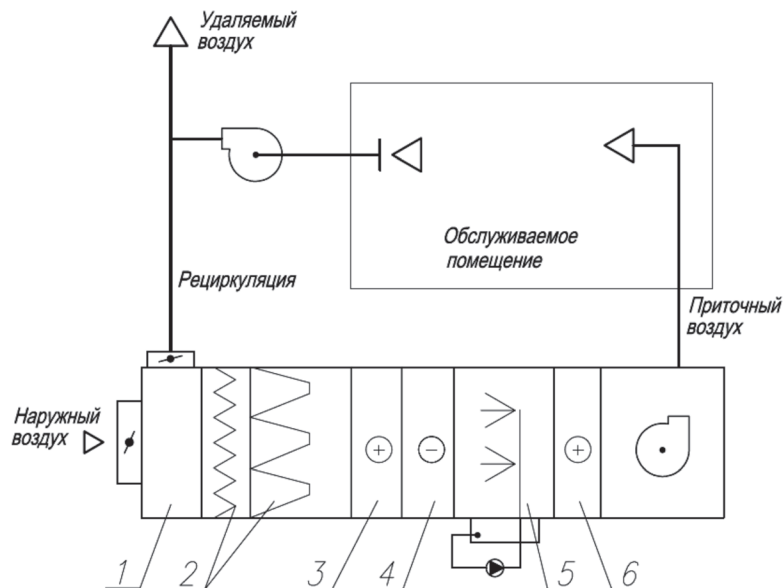 Удаляемый
воздух
Обслуживаемое
помещение
Рециркуляция
Приточный
воздух
Наружный
воздух
1 2 3 4 5 6